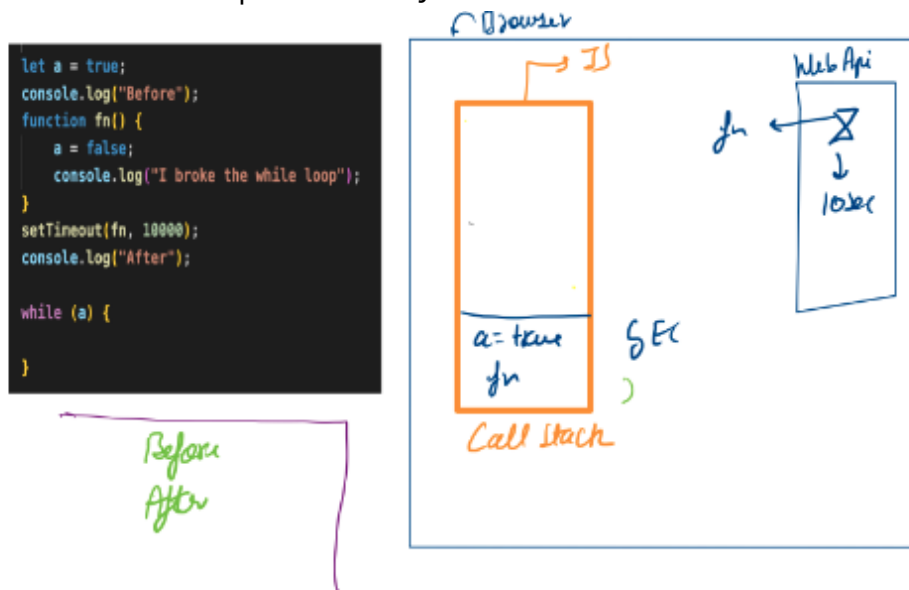 Browser
let a = true;
console.log("Before");
function fn() {
a = false;
console.log("I broke the while loop");
}
setTimeout(fn, 10000);
console.log("After");
while (a) {
}
JS
Web Api
fn
10sec
a = true
fn
GEC
Call Stack
Before
After